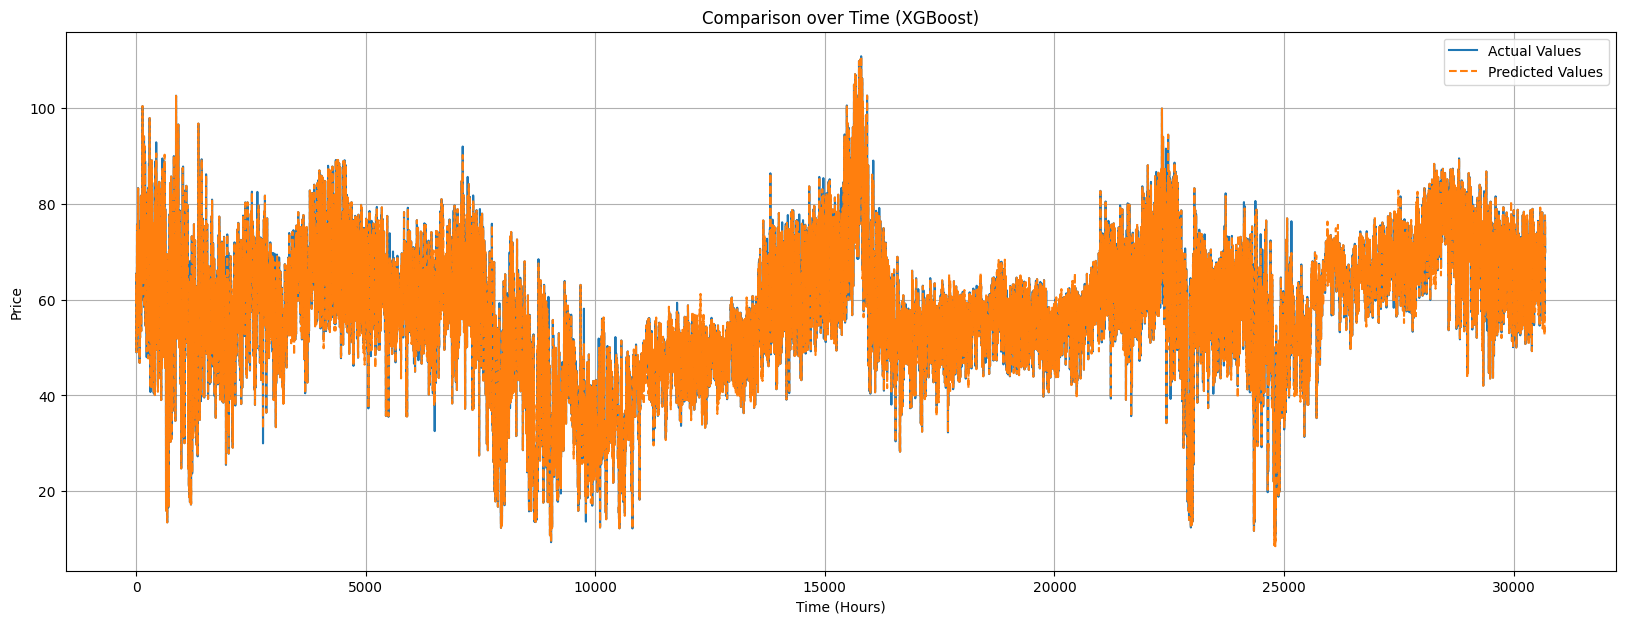 Comparison over Time (XGBoost)
Actual Values
Predicted Values
Price
100
80
60
40
20
0
5000
10000
15000
20000
25000
30000
Time (Hours)